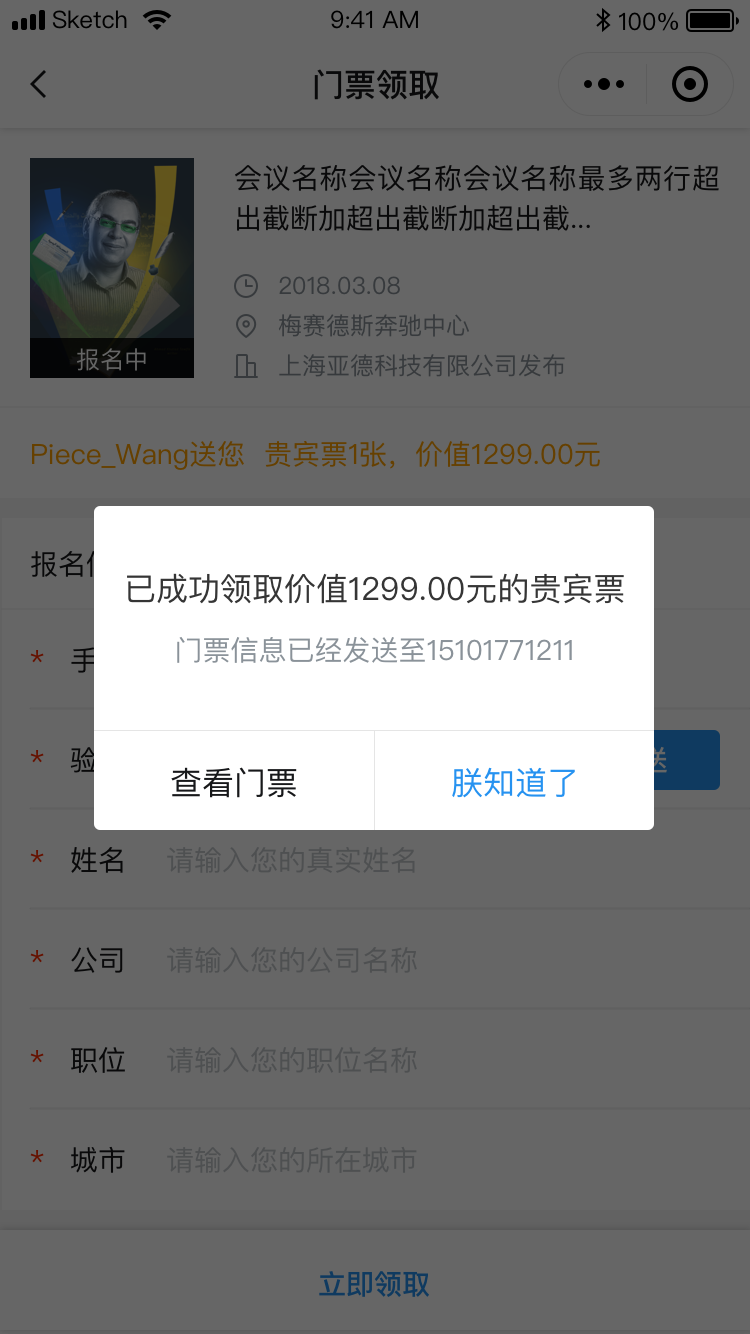 Sketch 9:41 AM 100%
门票领取
会议名称会议名称会议名称最多两行超
出截断加超出截断加超出截...
2018.03.08
梅赛德斯奔驰中心
上海亚德科技有限公司发布
报名中
Piece_Wang送您 贵宾票1张，价值1299.00元
报名
已成功领取价值1299.00元的贵宾票
门票信息已经发送至15101771211
* 手
* 验
送
查看门票 朕知道了
* 姓名 请输入您的真实姓名
* 公司 请输入您的公司名称
* 职位 请输入您的职位名称
* 城市 请输入您的所在城市
立即领取